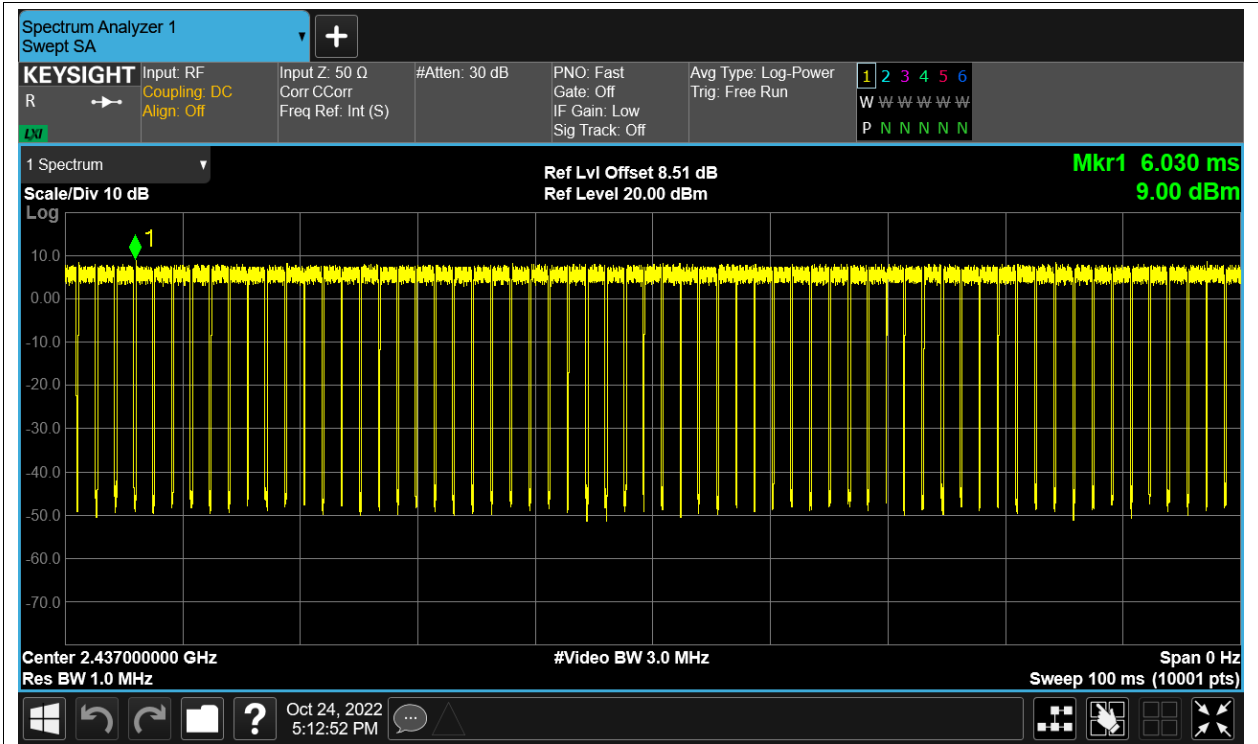 Spectrum Analyzer 1
Swept SA
+
KEYSIGHT
R
LXI
Input: RF
Coupling: DC
Align: Off
Input Z: 50 Ω
Corr CCorr
Freq Ref: Int (S)
#Atten: 30 dB
PNO: Fast
Gate: Off
IF Gain: Low
Sig Track: Off
Avg Type: Log-Power
Trig: Free Run
1 2 3 4 5 6
W W W W W W
P N N N N N
1 Spectrum
Scale/Div 10 dB
Ref Lvl Offset 8.51 dB
Ref Level 20.00 dBm
Mkr1 6.030 ms
9.00 dBm
Log
1
10.0
0.00
-10.0
-20.0
-30.0
-40.0
-50.0
-60.0
-70.0
Center 2.437000000 GHz
#Video BW 3.0 MHz
Span 0 Hz
Res BW 1.0 MHz
Sweep 100 ms (10001 pts)
?
Oct 24, 2022
5:12:52 PM